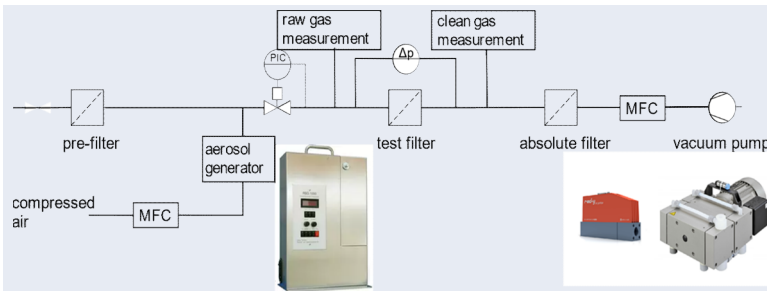 raw gas
measurement
clean gas
measurement
PIC
Δp
pre-filter
aerosol
generator
test filter
absolute filter
MFC
vacuum pump
compressed
air
MFC